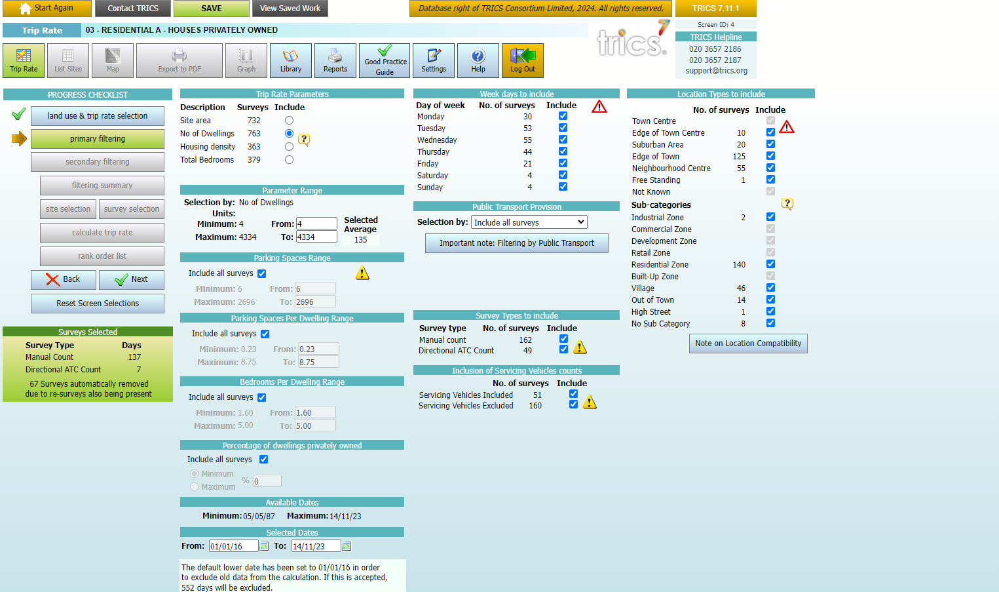 Start Again
Contact TRICS
SAVE
View Saved Work
Database right of TRICS Consortium Limited, 2024. All rights reserved.
TRICS 7.11.1
Trip Rate
03 - RESIDENTIAL A - HOUSES PRIVATELY OWNED
trics 7 ®
Screen ID: 4
TRICS Helpline
020 3657 2186
020 3657 2187
support@trics.org
Trip Rate
List Sites
Map
Export to PDF
Graph
Library
Reports
Good Practice
Guide
Settings
Help
Log Out
PROGRESS CHECKLIST
land use & trip rate selection
primary filtering
secondary filtering
filtering summary
site selection
survey selection
calculate trip rate
rank order list
Back
Next
Reset Screen Selections
Surveys Selected
Survey Type Days
Manual Count 137
Directional ATC Count 7
67 Surveys automatically removed
due to re-surveys also being present
Trip Rate Parameters
Description Surveys Include
Site area 732
No of Dwellings 763
Housing density 363
Total Bedrooms 379
Parameter Range
Selection by: No of Dwellings
Units:
Minimum: 4 From: 4
Maximum: 4334 To: 4334
Selected
Average
135
Parking Spaces Range
Include all surveys
Minimum: 6 From: 6
Maximum: 2696 To: 2696
Parking Spaces Per Dwelling Range
Include all surveys
Minimum: 0.23 From: 0.23
Maximum: 8.75 To: 8.75
Bedrooms Per Dwelling Range
Include all surveys
Minimum: 1.60 From: 1.60
Maximum: 5.00 To: 5.00
Percentage of dwellings privately owned
Include all surveys
Minimum
Maximum
% 0
Available Dates
Minimum: 05/05/87 Maximum: 14/11/23
Selected Dates
From: 01/01/16 To: 14/11/23
The default lower date has been set to 01/01/16 in order
to exclude old data from the calculation. If this is accepted,
552 days will be excluded.
Week days to include
Day of week No. of surveys Include
Monday 30
Tuesday 53
Wednesday 55
Thursday 44
Friday 21
Saturday 4
Sunday 4
Public Transport Provision
Selection by: Include all surveys
Important note: Filtering by Public Transport
Survey Types to include
Survey type No. of surveys Include
Manual count 162
Directional ATC Count 49
Inclusion of Servicing Vehicles counts
No. of surveys Include
Servicing Vehicles Included 51
Servicing Vehicles Excluded 160
Location Types to include
No. of surveys Include
Town Centre
Edge of Town Centre 10
Suburban Area 20
Edge of Town 125
Neighbourhood Centre 55
Free Standing 1
Not Known
Sub-categories
Industrial Zone 2
Commercial Zone
Development Zone
Retail Zone
Residential Zone 140
Built-Up Zone
Village 46
Out of Town 14
High Street 1
No Sub Category 8
Note on Location Compatibility